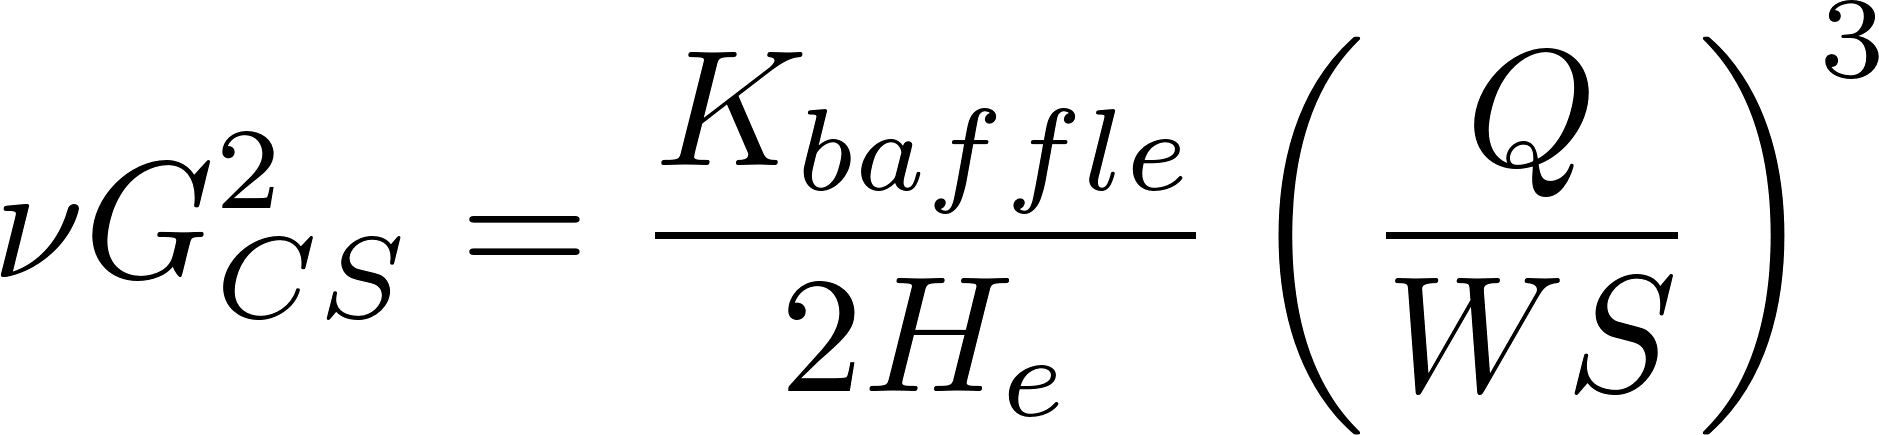 νG²_CS = K_baffle / 2H_e (Q / WS)³